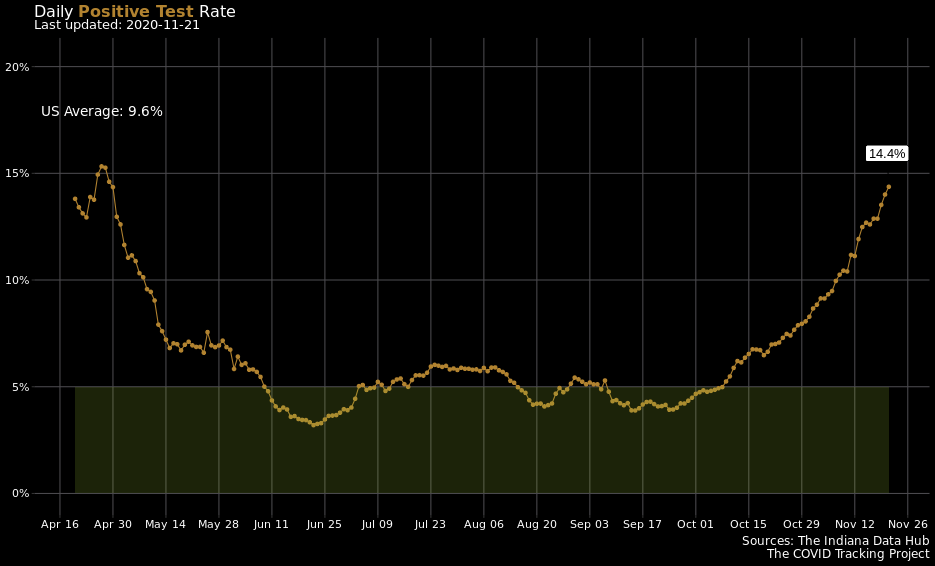 Daily Positive Test Rate
Last updated: 2020-11-21
20%
US Average: 9.6%
14.4%
15%
10%
5%
0%
Apr 16 Apr 30 May 14 May 28 Jun 11 Jun 25 Jul 09 Jul 23 Aug 06 Aug 20 Sep 03 Sep 17 Oct 01 Oct 15 Oct 29 Nov 12 Nov 26
Sources: The Indiana Data Hub
The COVID Tracking Project